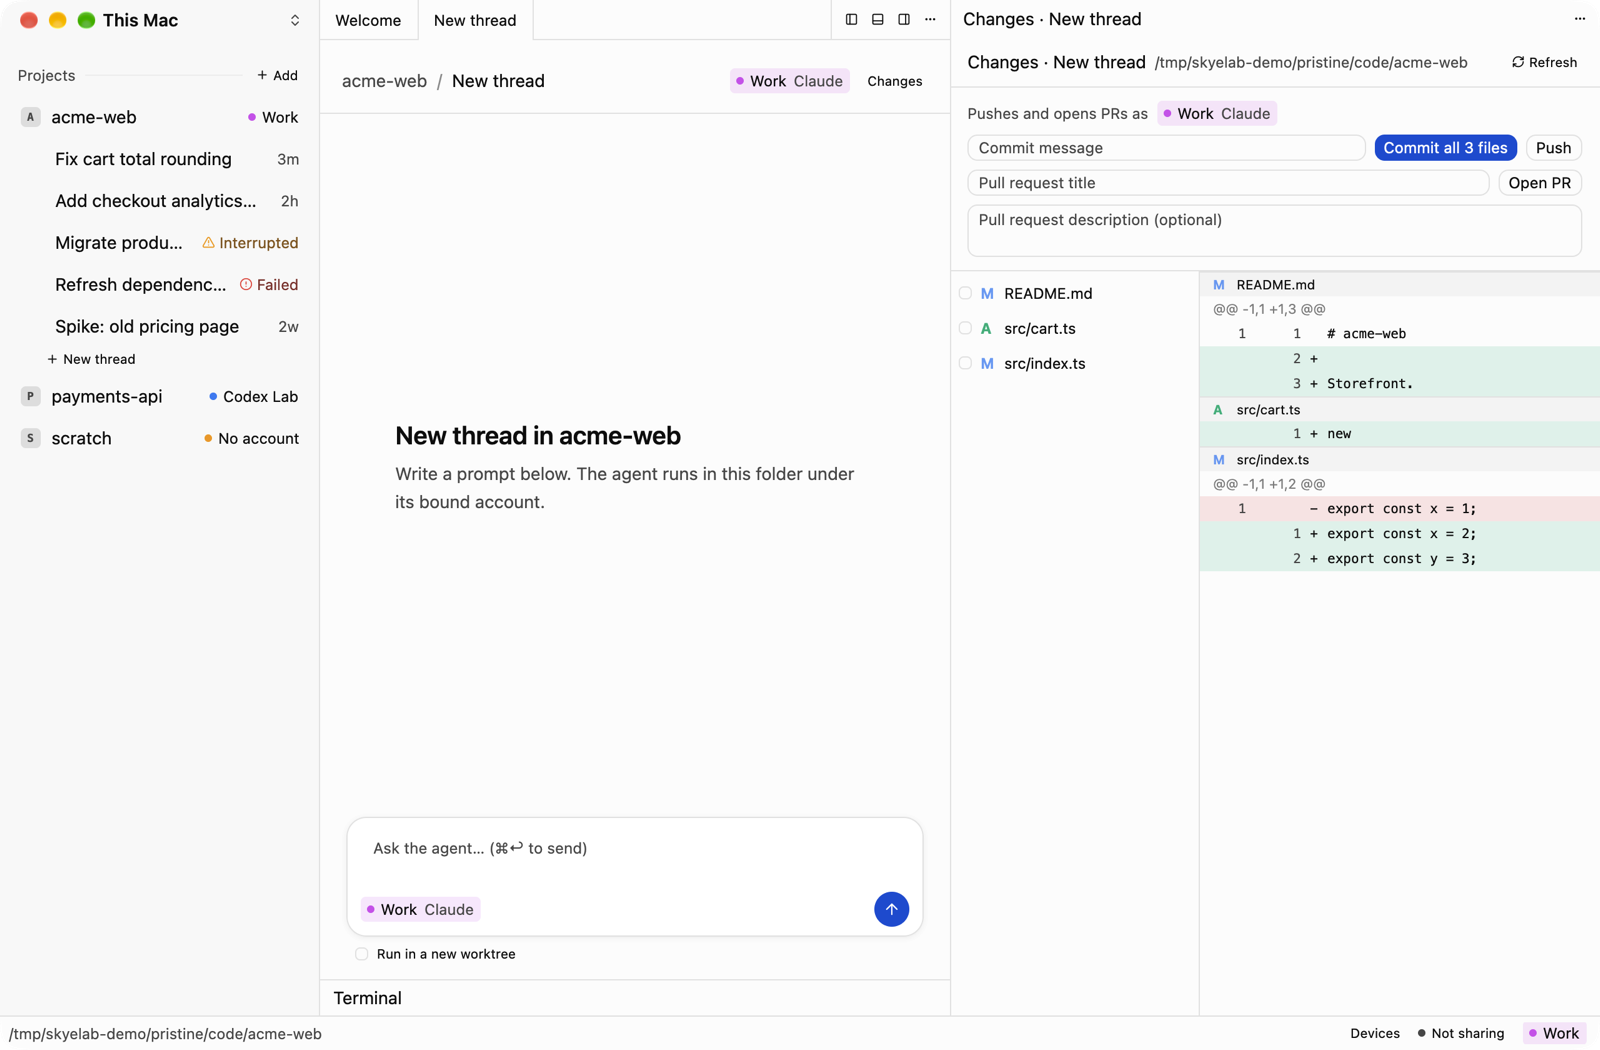 This Mac
Projects
+ Add
A acme-web
Work
Fix cart total rounding 3m
Add checkout analytics... 2h
Migrate produ... Interrupted
Refresh dependenc... Failed
Spike: old pricing page 2w
+ New thread
P payments-api
Codex Lab
S scratch
No account
Welcome
New thread
acme-web / New thread
Work Claude
Changes
New thread in acme-web
Write a prompt below. The agent runs in this folder under
its bound account.
Ask the agent... (⌘↩ to send)
Work Claude
Run in a new worktree
Terminal
Changes · New thread
Changes · New thread /tmp/skyelab-demo/pristine/code/acme-web
Refresh
Pushes and opens PRs as Work Claude
Commit message
Commit all 3 files
Push
Pull request title
Open PR
Pull request description (optional)
M README.md
A src/cart.ts
M src/index.ts
M README.md
@@ -1,1 +1,3 @@
1 1 # acme-web
2 +
3 + Storefront.
A src/cart.ts
1 + new
M src/index.ts
@@ -1,1 +1,2 @@
1 - export const x = 1;
1 + export const x = 2;
2 + export const y = 3;
/tmp/skyelab-demo/pristine/code/acme-web
Devices
Not sharing
Work